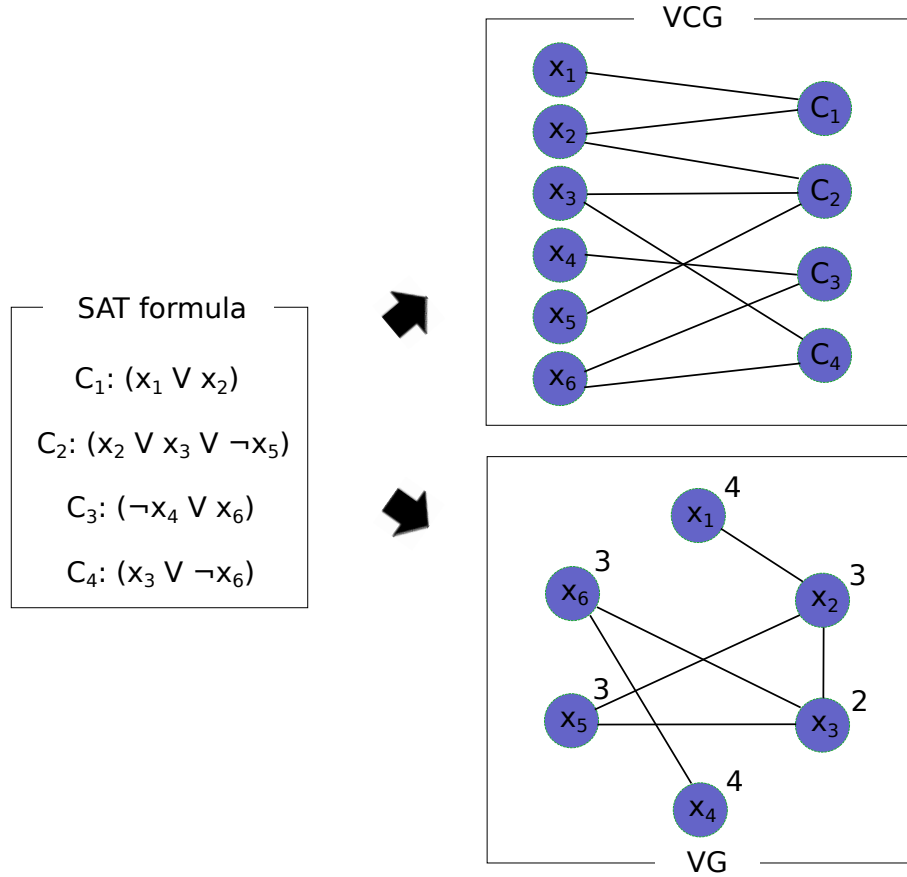 VCG
x₁
C₁
x₂
C₂
x₃
x₄
C₃
x₅
C₄
x₆
SAT formula
C₁: (x₁ V x₂)
C₂: (x₂ V x₃ V ¬x₅)
C₃: (¬x₄ V x₆)
C₄: (x₃ V ¬x₆)
4
x₁
3
x₆
3
x₂
3
x₅
2
x₃
4
x₄
VG